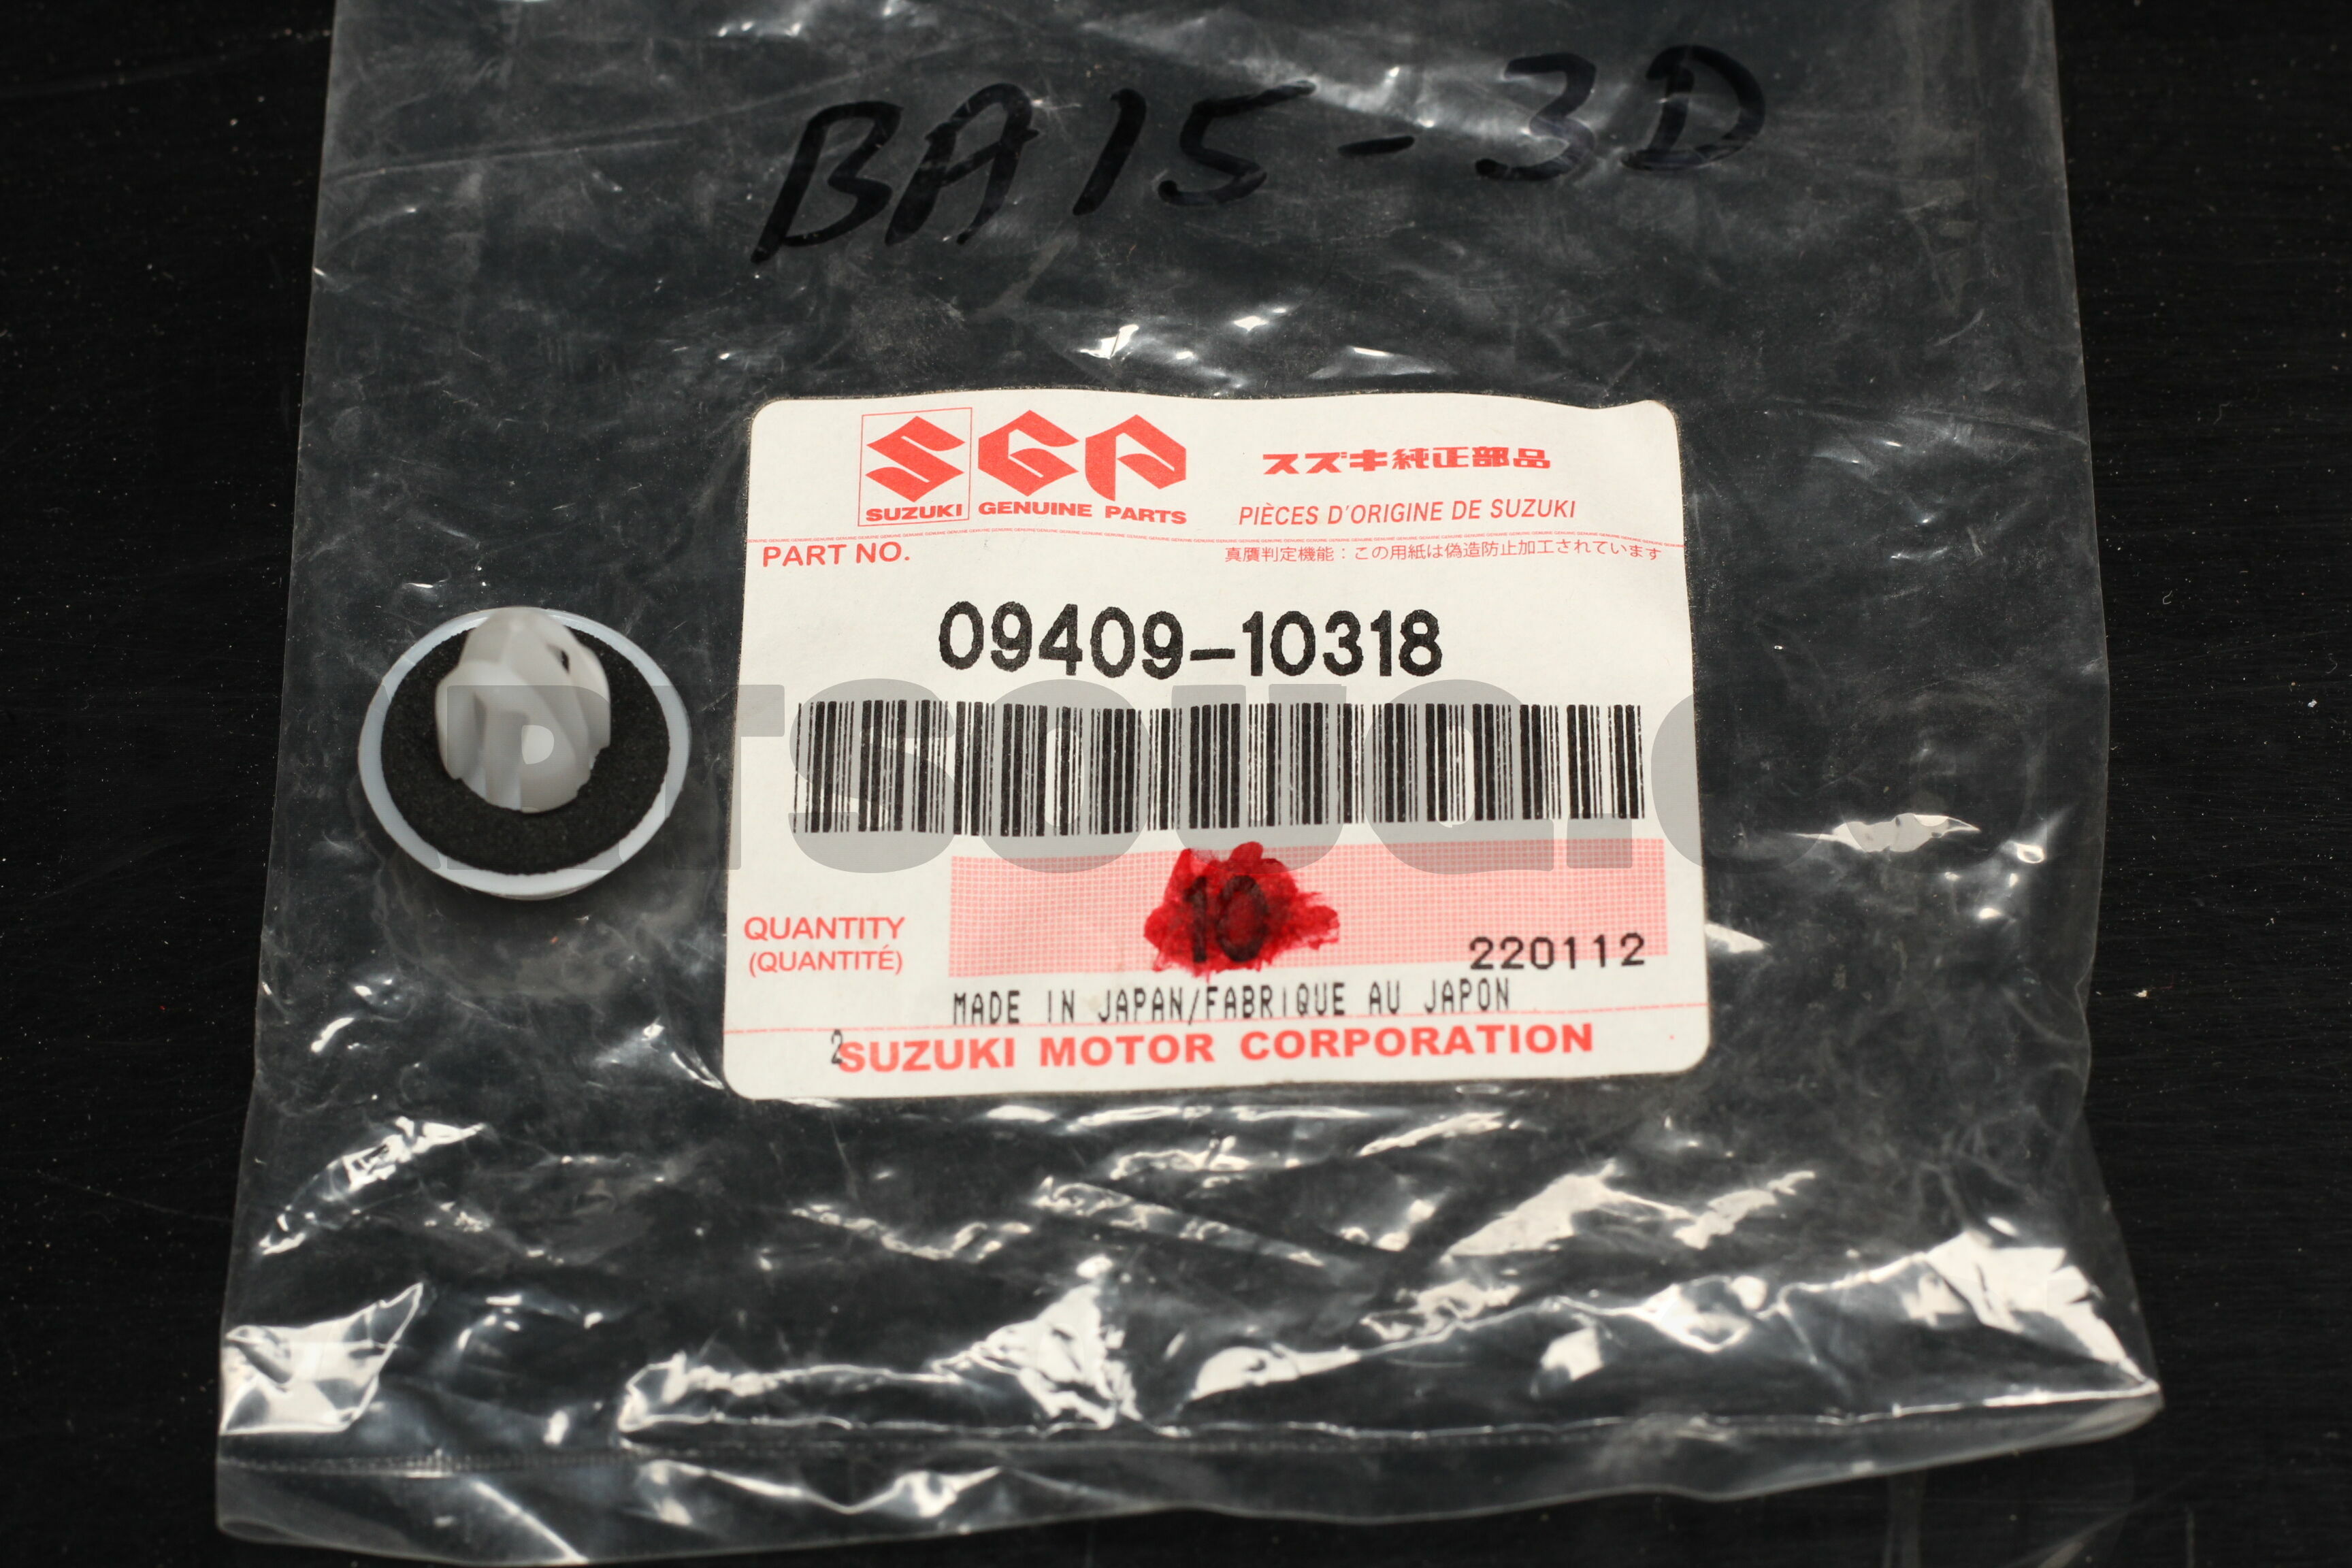 BA15-3D
SGP
SUZUKI GENUINE PARTS
スズキ純正部品
PIÈCES D'ORIGINE DE SUZUKI
PART NO.
真贋判定機能：この用紙は偽造防止加工されています
09409-10318
Partsouq.c
10
QUANTITY
(QUANTITÉ)
220112
MADE IN JAPAN/FABRIQUE AU JAPON
2
SUZUKI MOTOR CORPORATION